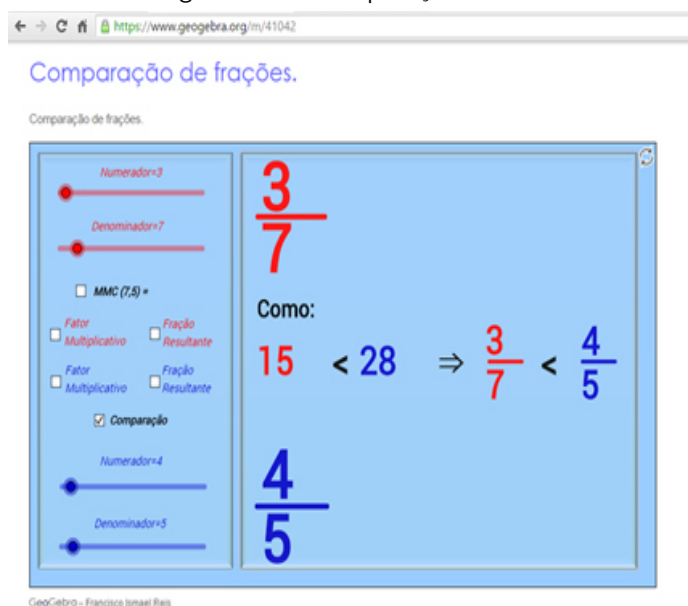 https://www.geogebra.org/m/41042
Comparação de frações.
Comparação de frações.
Numerador=3
Denominador=7
MMC (7,5) =
Fator Multiplicativo
Fração Resultante
Fator Multiplicativo
Fração Resultante
Comparação
Numerador=4
Denominador=5
3
7
Como:
15 < 28 ⇒ 3/7 < 4/5
4
5
GeoGebra – Francisco Ismael Reis